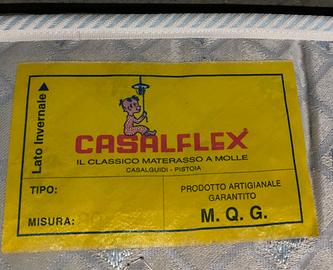 Lato Invernale ▲
CASALFLEX
IL CLASSICO MATERASSO A MOLLE
CASALGUIDI - PISTOIA
TIPO:
MISURA:
PRODOTTO ARTIGIANALE
GARANTITO
M. Q. G.